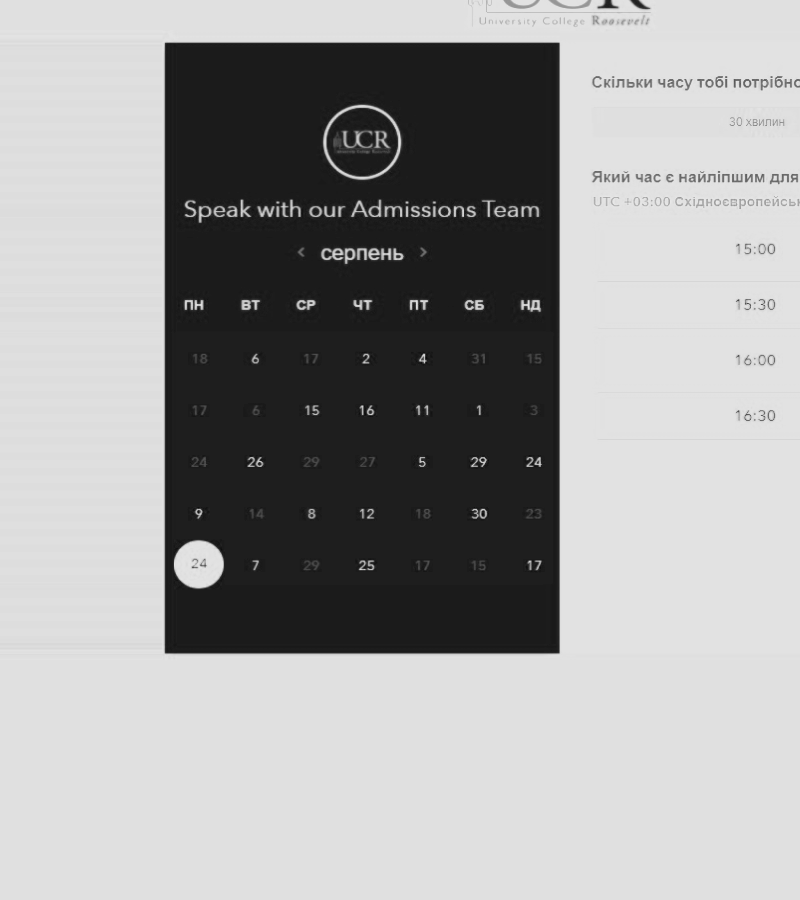 UCR
University College Roosevelt
UCR
Speak with our Admissions Team
< серпень >
ПН ВТ СР ЧТ ПТ СБ НД
18 6 17 2 4 31 15
17 6 15 16 11 1 3
24 26 29 27 5 29 24
9 14 8 12 18 30 23
24 7 29 25 17 15 17
Скільки часу тобі потрібно
30 хвилин
Який час є найліпшим для
UTC +03:00
15:00
15:30
16:00
16:30